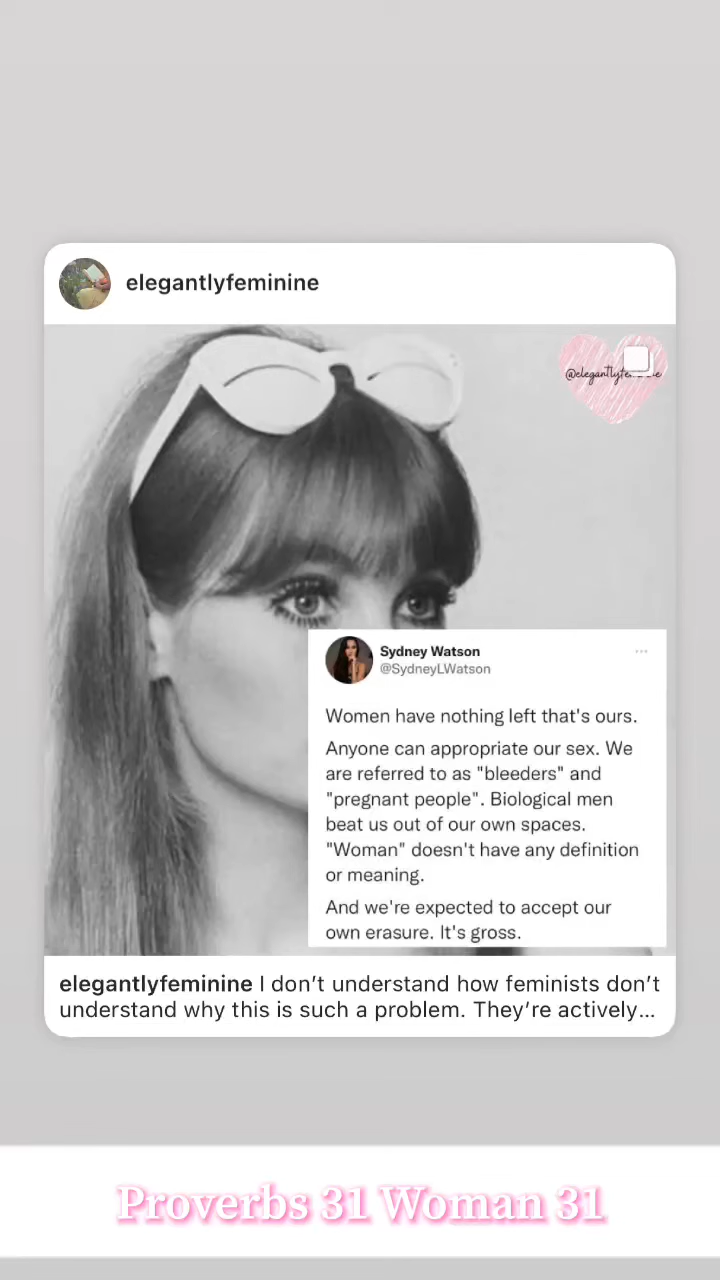 elegantlyfeminine
Sydney Watson
@SydneyLWatson
Women have nothing left that's ours.
Anyone can appropriate our sex. We
are referred to as "bleeders" and
"pregnant people". Biological men
beat us out of our own spaces.
"Woman" doesn't have any definition
or meaning.
And we're expected to accept our
own erasure. It's gross.
elegantlyfeminine I don’t understand how feminists don’t
understand why this is such a problem. They’re actively...
Proverbs 31 Woman 31